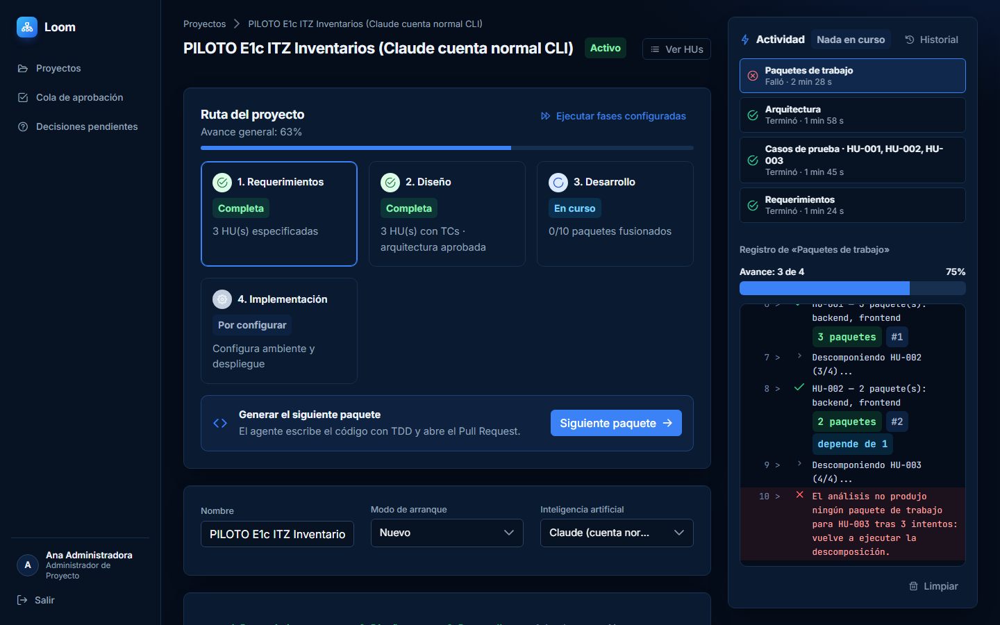 Loom
Proyectos
Cola de aprobación
Decisiones pendientes
A
Ana Administradora
Administrador de
Proyecto
Salir
Proyectos
PILOTO E1c ITZ Inventarios (Claude cuenta normal CLI)
PILOTO E1c ITZ Inventarios (Claude cuenta normal CLI)
Activo
Ver HUs
Ruta del proyecto
Avance general: 63%
Ejecutar fases configuradas
1. Requerimientos
Completa
3 HU(s) especificadas
2. Diseño
Completa
3 HU(s) con TCs ·
arquitectura aprobada
3. Desarrollo
En curso
0/10 paquetes fusionados
4. Implementación
Por configurar
Configura ambiente y
despliegue
Generar el siguiente paquete
El agente escribe el código con TDD y abre el Pull Request.
Siguiente paquete
Nombre
PILOTO E1c ITZ Inventario
Modo de arranque
Nuevo
Inteligencia artificial
Claude (cuenta nor...
Actividad
Nada en curso
Historial
Paquetes de trabajo
Falló · 2 min 28 s
Arquitectura
Terminó · 1 min 58 s
Casos de prueba · HU-001, HU-002, HU-
003
Terminó · 1 min 45 s
Requerimientos
Terminó · 1 min 24 s
Registro de «Paquetes de trabajo»
Avance: 3 de 4
75%
6 > HU-001 — 3 paquete(s):
backend, frontend
3 paquetes #1
7 > Descomponiendo HU-002
(3/4)...
8 > HU-002 — 2 paquete(s):
backend, frontend
2 paquetes #2
depende de 1
9 > Descomponiendo HU-003
(4/4)...
10 > El análisis no produjo
ningún paquete de trabajo
para HU-003 tras 3 intentos:
vuelve a ejecutar la
descomposición.
Limpiar